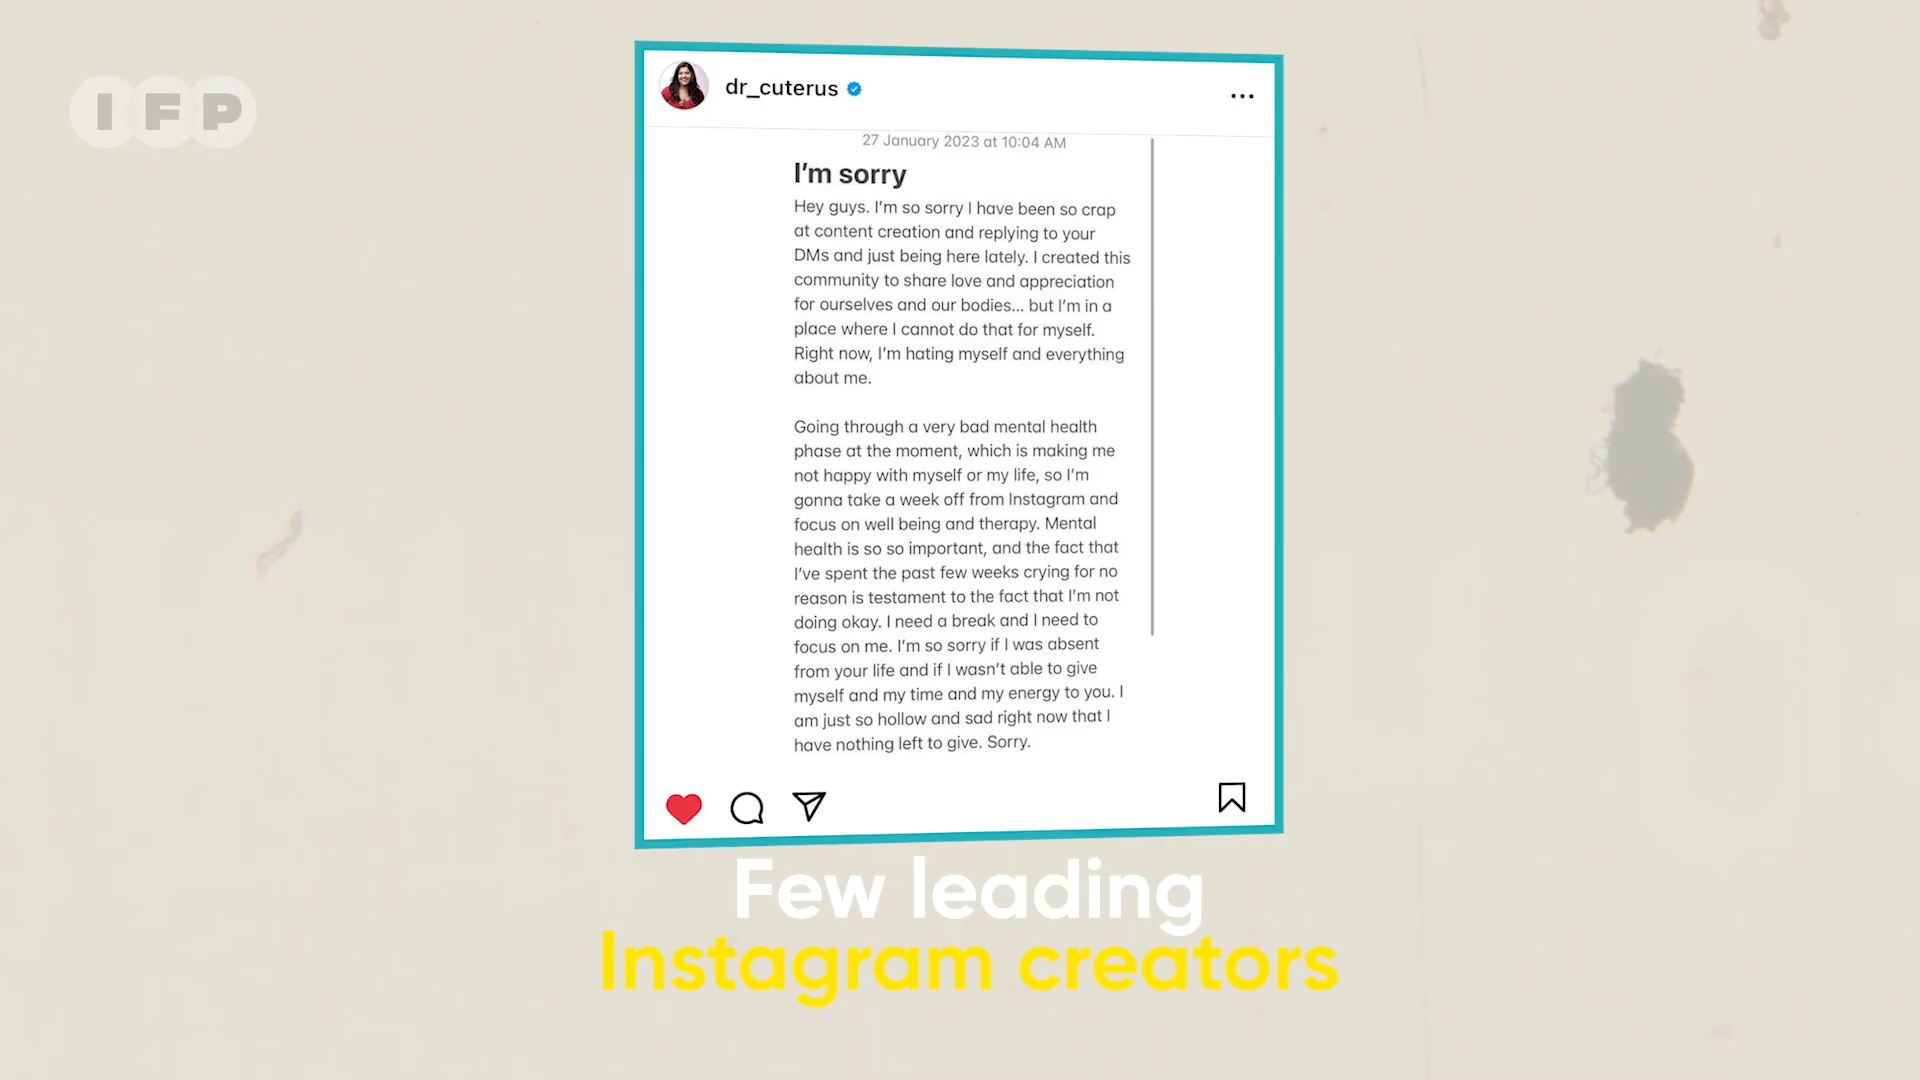 IFP
dr_cuterus
27 January 2023 at 10:04 AM
I'm sorry
Hey guys. I'm so sorry I have been so crap
at content creation and replying to your
DMs and just being here lately. I created this
community to share love and appreciation
for ourselves and our bodies... but I'm in a
place where I cannot do that for myself.
Right now, I'm hating myself and everything
about me.
Going through a very bad mental health
phase at the moment, which is making me
not happy with myself or my life, so I'm
gonna take a week off from Instagram and
focus on well being and therapy. Mental
health is so so important, and the fact that
I've spent the past few weeks crying for no
reason is testament to the fact that I'm not
doing okay. I need a break and I need to
focus on me. I'm so sorry if I was absent
from your life and if I wasn't able to give
myself and my time and my energy to you. I
am just so hollow and sad right now that I
have nothing left to give. Sorry.
Few leading
Instagram creators